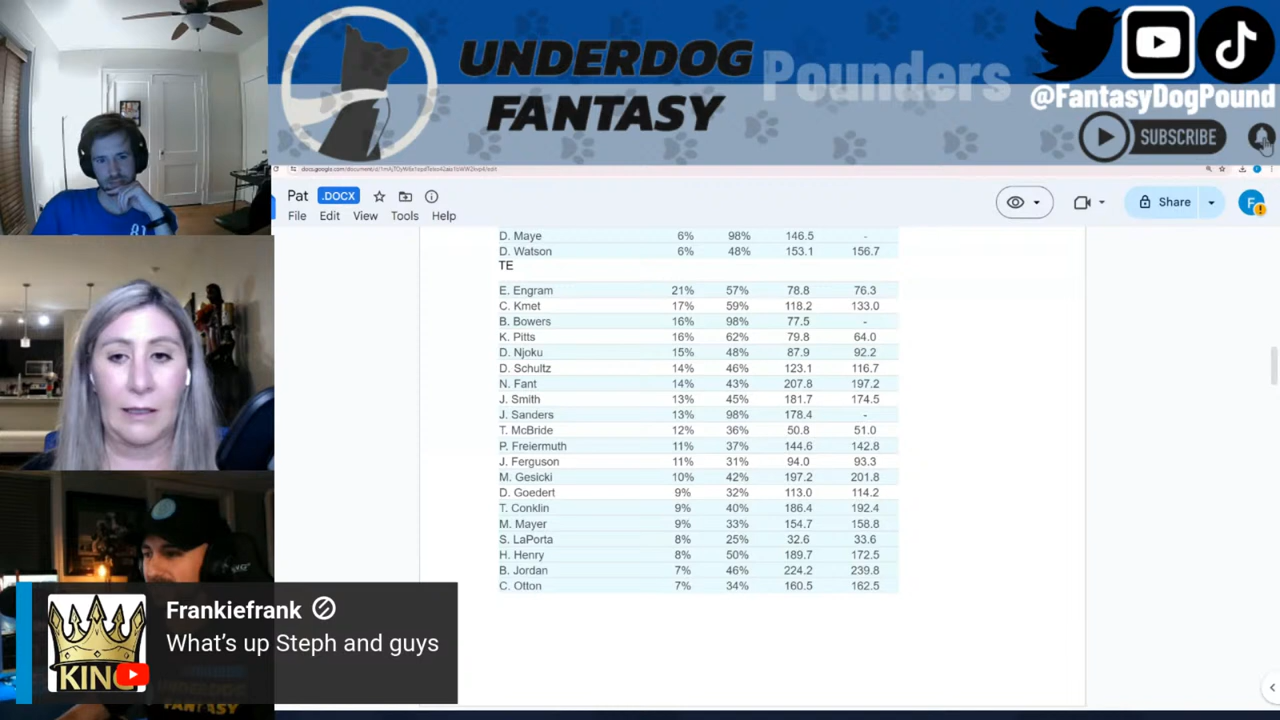 UNDERDOG
FANTASY
Pounders
@FantasyDogPound
SUBSCRIBE
Pat .DOCX
File Edit View Tools Help
Share
F
D. Maye 6% 98% 146.5 -
D. Watson 6% 48% 153.1 156.7
TE
E. Engram 21% 57% 78.8 76.3
C. Kmet 17% 59% 118.2 133.0
B. Bowers 16% 98% 77.5 -
K. Pitts 16% 62% 79.8 64.0
D. Njoku 15% 48% 87.9 92.2
D. Schultz 14% 46% 123.1 116.7
N. Fant 14% 43% 207.8 197.2
J. Smith 13% 45% 181.7 174.5
J. Sanders 13% 98% 178.4 -
T. McBride 12% 36% 50.8 51.0
P. Freiermuth 11% 37% 144.6 142.8
J. Ferguson 11% 31% 94.0 93.3
M. Gesicki 10% 42% 197.2 201.8
D. Goedert 9% 32% 113.0 114.2
T. Conklin 9% 40% 186.4 192.4
M. Mayer 9% 33% 154.7 158.8
S. LaPorta 8% 25% 32.6 33.6
H. Henry 8% 50% 189.7 172.5
B. Jordan 7% 46% 224.2 239.8
C. Otton 7% 34% 160.5 162.5
KING
Frankiefrank
What's up Steph and guys
UNDERDOG
FANTASY